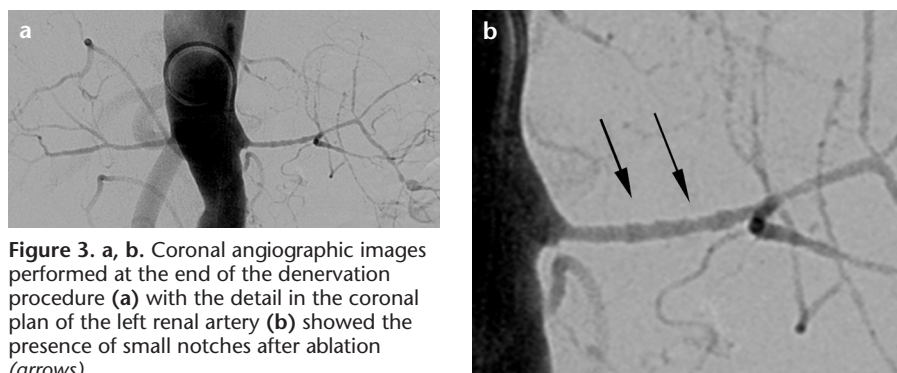 a
b
Figure 3. a, b. Coronal angiographic images
performed at the end of the denervation
procedure (a) with the detail in the coronal
plan of the left renal artery (b) showed the
presence of small notches after ablation
(arrows)